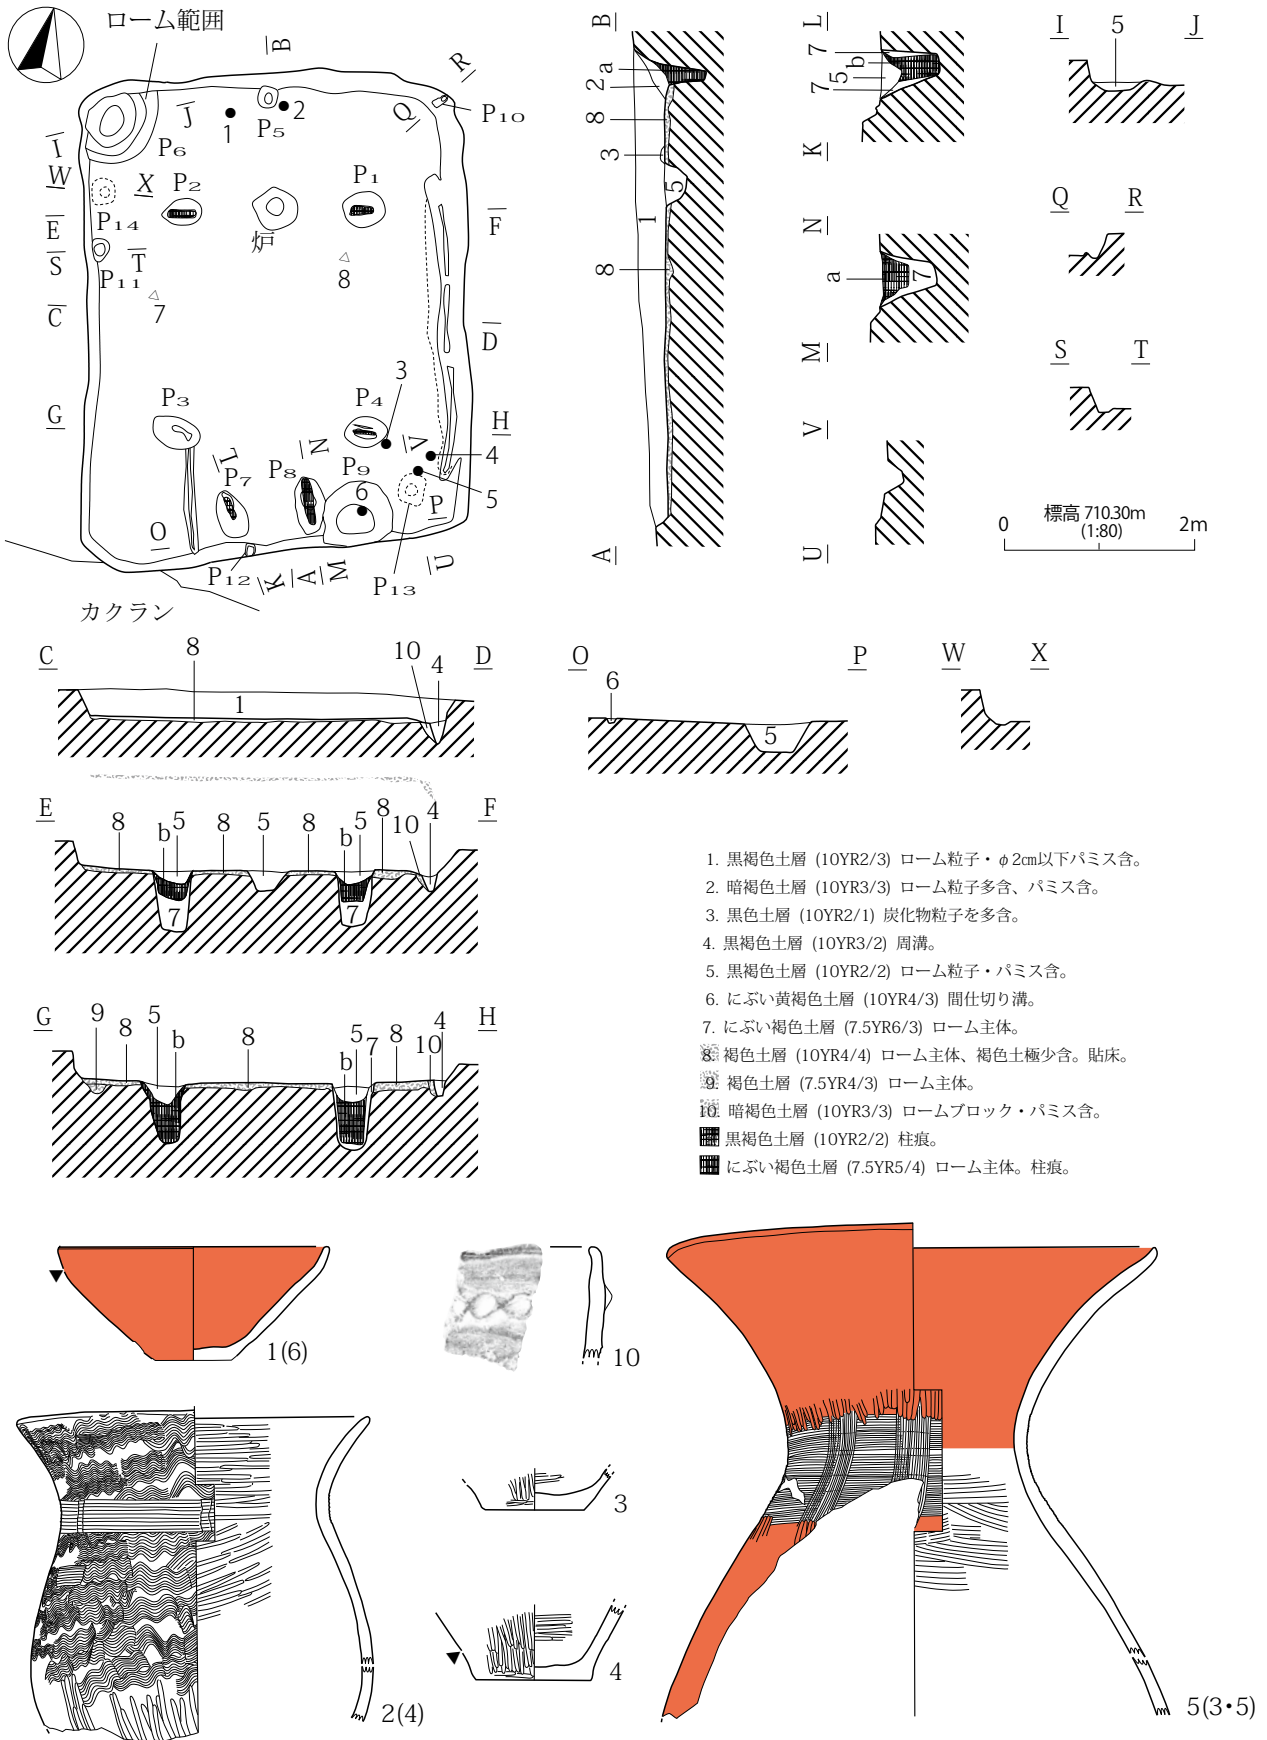 ローム範囲
B
R
J
Q
1
P5
2
P10
I
P6
W
X
P2
P1
P14
E
炉
F
S
T
P11
8
7
C
D
3
G
P3
P4
H
L
N
V
4
P7
P8
P9
5
6
P
O
P12
K
A
M
P13
U
カクラン
B
a
2
8
3
5
1
8
A
L
7
b
5
7
K
N
a
7
M
V
U
I 5 J
Q R
S T
標高 710.30m
0 (1:80) 2m
C 8 10 4 D
1
O 6 P
5
W X
E 8 b 5 8 5 8 b 5 8 10 4 F
7 7
G 9 8 5 b 8 b 5 7 8 10 4 H
1. 黒褐色土層 (10YR2/3) ローム粒子・φ2㎝以下パミス含。
2. 暗褐色土層 (10YR3/3) ローム粒子多含、パミス含。
3. 黒色土層 (10YR2/1) 炭化物粒子を多含。
4. 黒褐色土層 (10YR3/2) 周溝。
5. 黒褐色土層 (10YR2/2) ローム粒子・パミス含。
6. にぶい黄褐色土層 (10YR4/3) 間仕切り溝。
7. にぶい褐色土層 (7.5YR6/3) ローム主体。
8. 褐色土層 (10YR4/4) ローム主体、褐色土極少含。貼床。
9. 褐色土層 (7.5YR4/3) ローム主体。
10. 暗褐色土層 (10YR3/3) ロームブロック・パミス含。
黒褐色土層 (10YR2/2) 柱痕。
にぶい褐色土層 (7.5YR5/4) ローム主体。柱痕。
1(6)
10
3
4
2(4)
5(3・5)